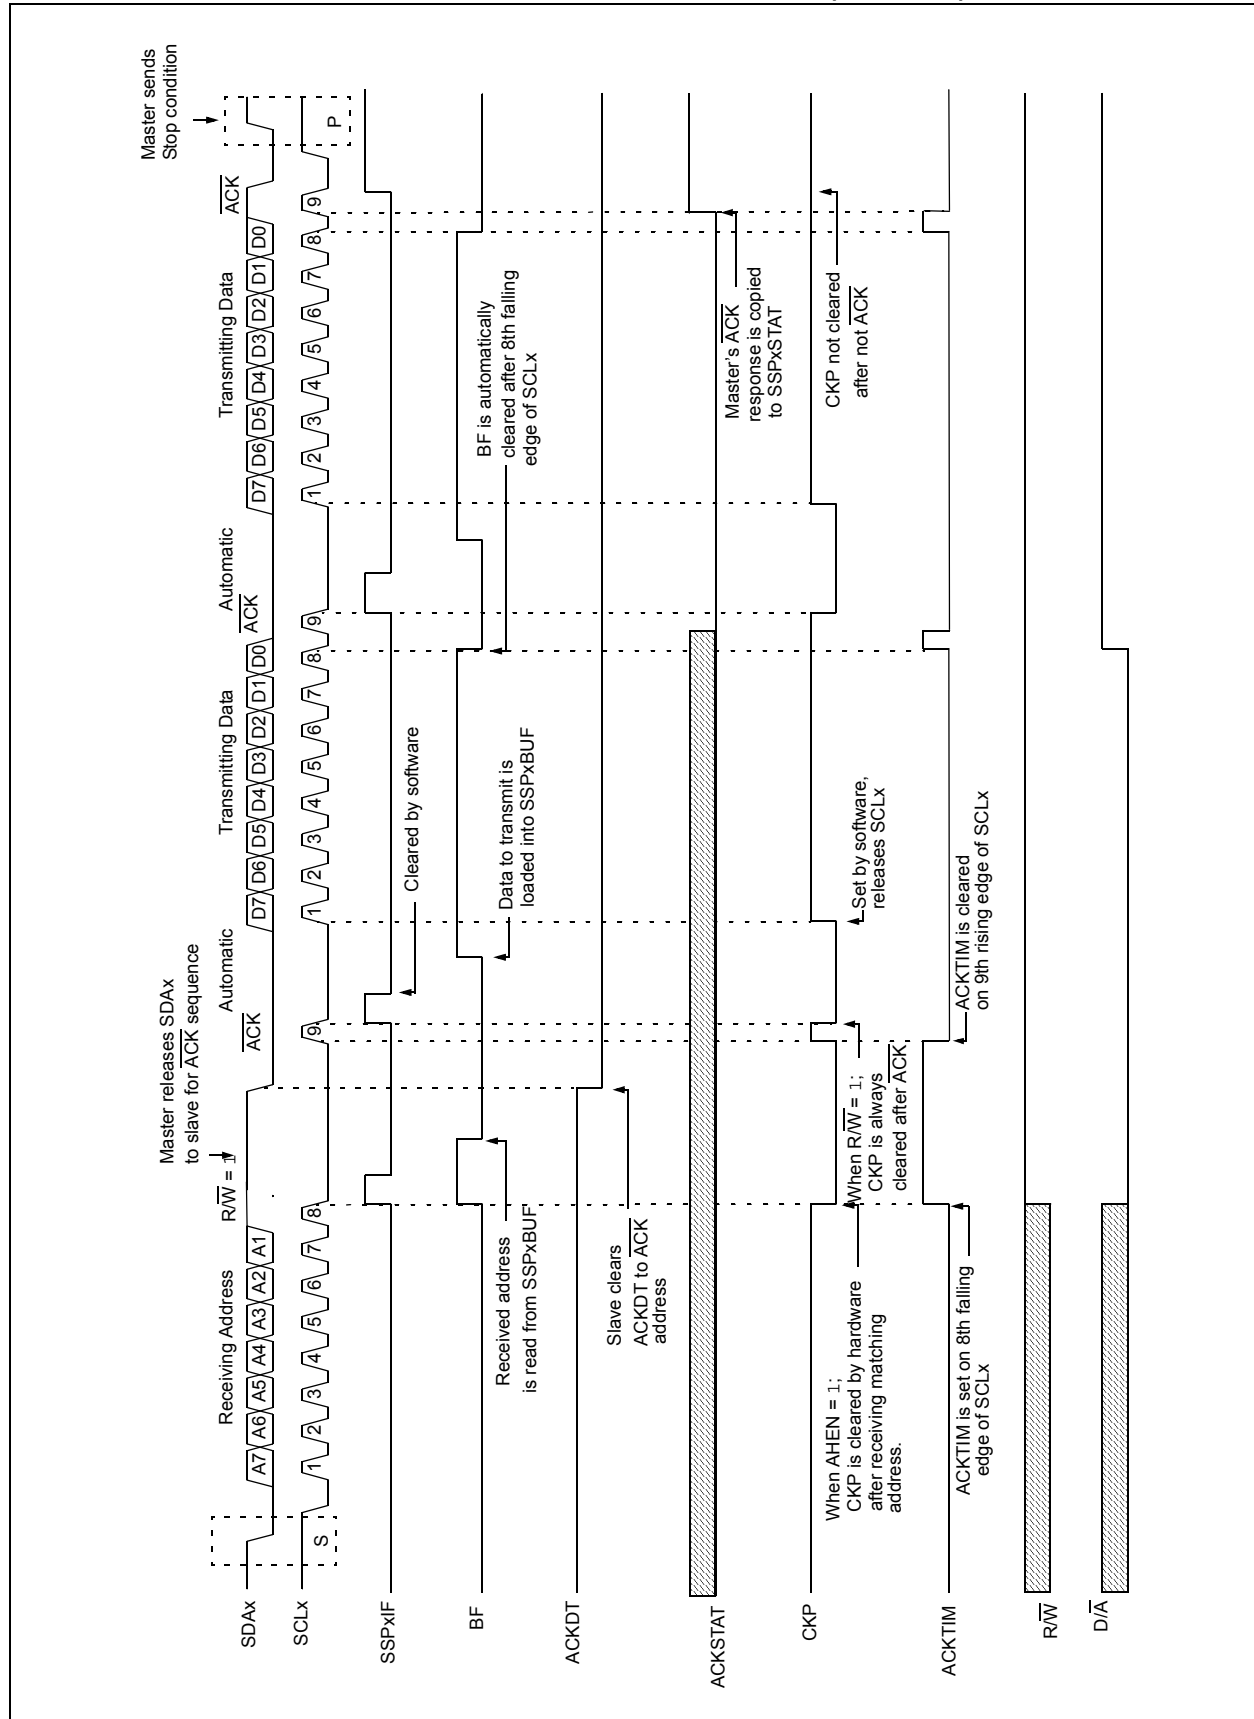 Master sends
Stop condition
Master releases SDAx
to slave for ACK sequence
Receiving Address
R/W = 1
Automatic
ACK
Transmitting Data
Automatic
ACK
Transmitting Data
ACK
SDAx
A7 A6 A5 A4 A3 A2 A1
D7 D6 D5 D4 D3 D2 D1 D0
D7 D6 D5 D4 D3 D2 D1 D0
SCLx
S
1 2 3 4 5 6 7 8 9
1 2 3 4 5 6 7 8 9
1 2 3 4 5 6 7 8 9
P
SSPxIF
Cleared by software
BF
Received address
is read from SSPxBUF
Data to transmit is
loaded into SSPxBUF
BF is automatically
cleared after 8th falling
edge of SCLx
ACKDT
Slave clears
ACKDT to ACK
address
ACKSTAT
Master's ACK
response is copied
to SSPxSTAT
CKP
When AHEN = 1;
CKP is cleared by hardware
after receiving matching
address.
When R/W = 1;
CKP is always
cleared after ACK
Set by software,
releases SCLx
CKP not cleared
after not ACK
ACKTIM
ACKTIM is set on 8th falling
edge of SCLx
ACKTIM is cleared
on 9th rising edge of SCLx
R/W
D/A